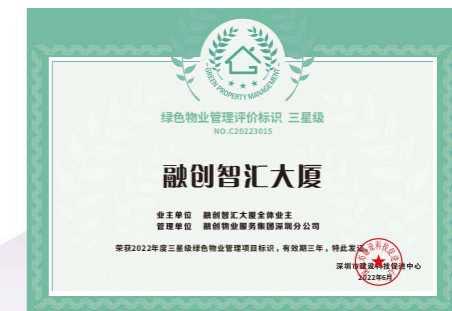 GREEN PROPERTY MANAGEMENT
绿色物业管理评价标识 三星级
NO.C20223015
融创智汇大厦
业主单位 融创智汇大厦全体业主
管理单位 融创物业服务集团深圳分公司
荣获2022年度三星级绿色物业管理项目标识，有效期三年，特此发证
深圳市建设科技促进中心
2022年6月